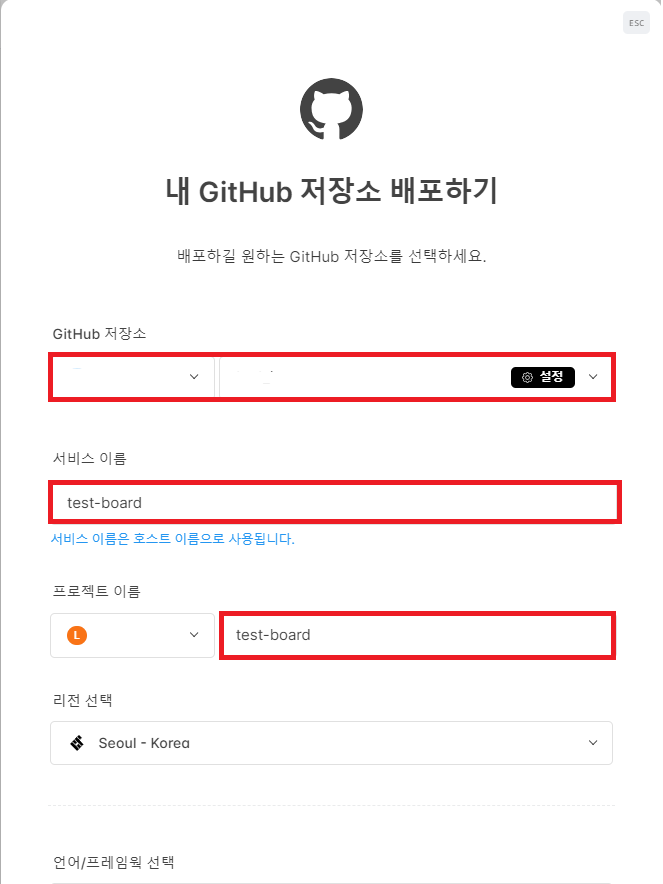 ESC
내 GitHub 저장소 배포하기
배포하길 원하는 GitHub 저장소를 선택하세요.
GitHub 저장소
설정
서비스 이름
test-board
서비스 이름은 호스트 이름으로 사용됩니다.
프로젝트 이름
L test-board
리전 선택
Seoul - Korea
언어/프레임웍 선택